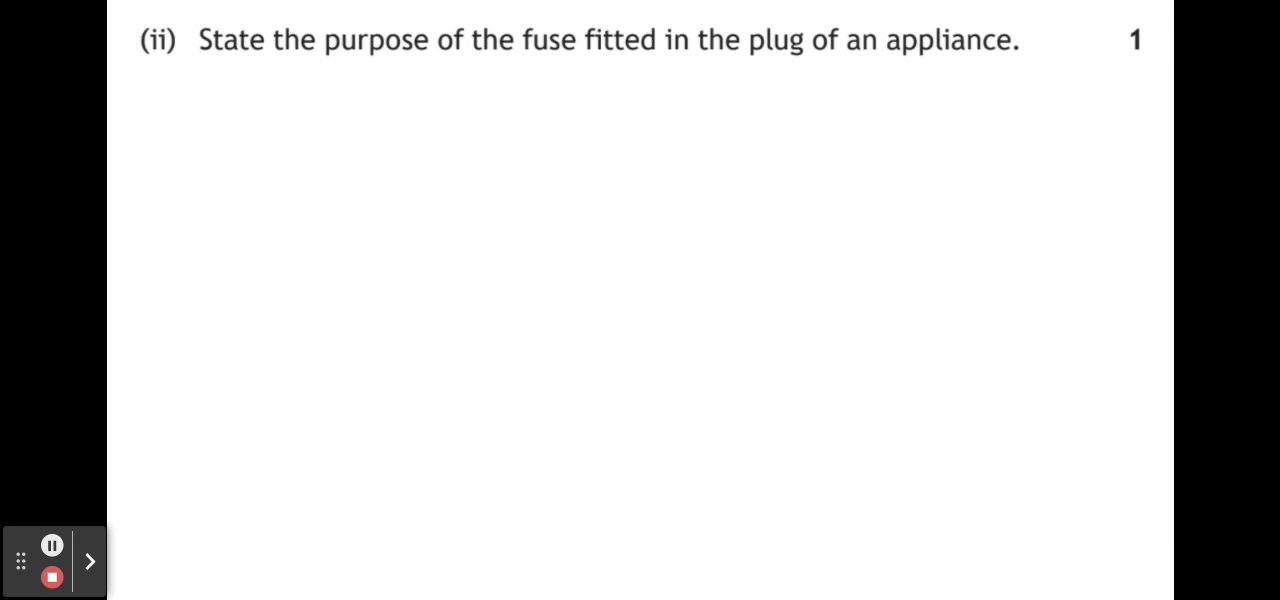 (ii) State the purpose of the fuse fitted in the plug of an appliance. 1